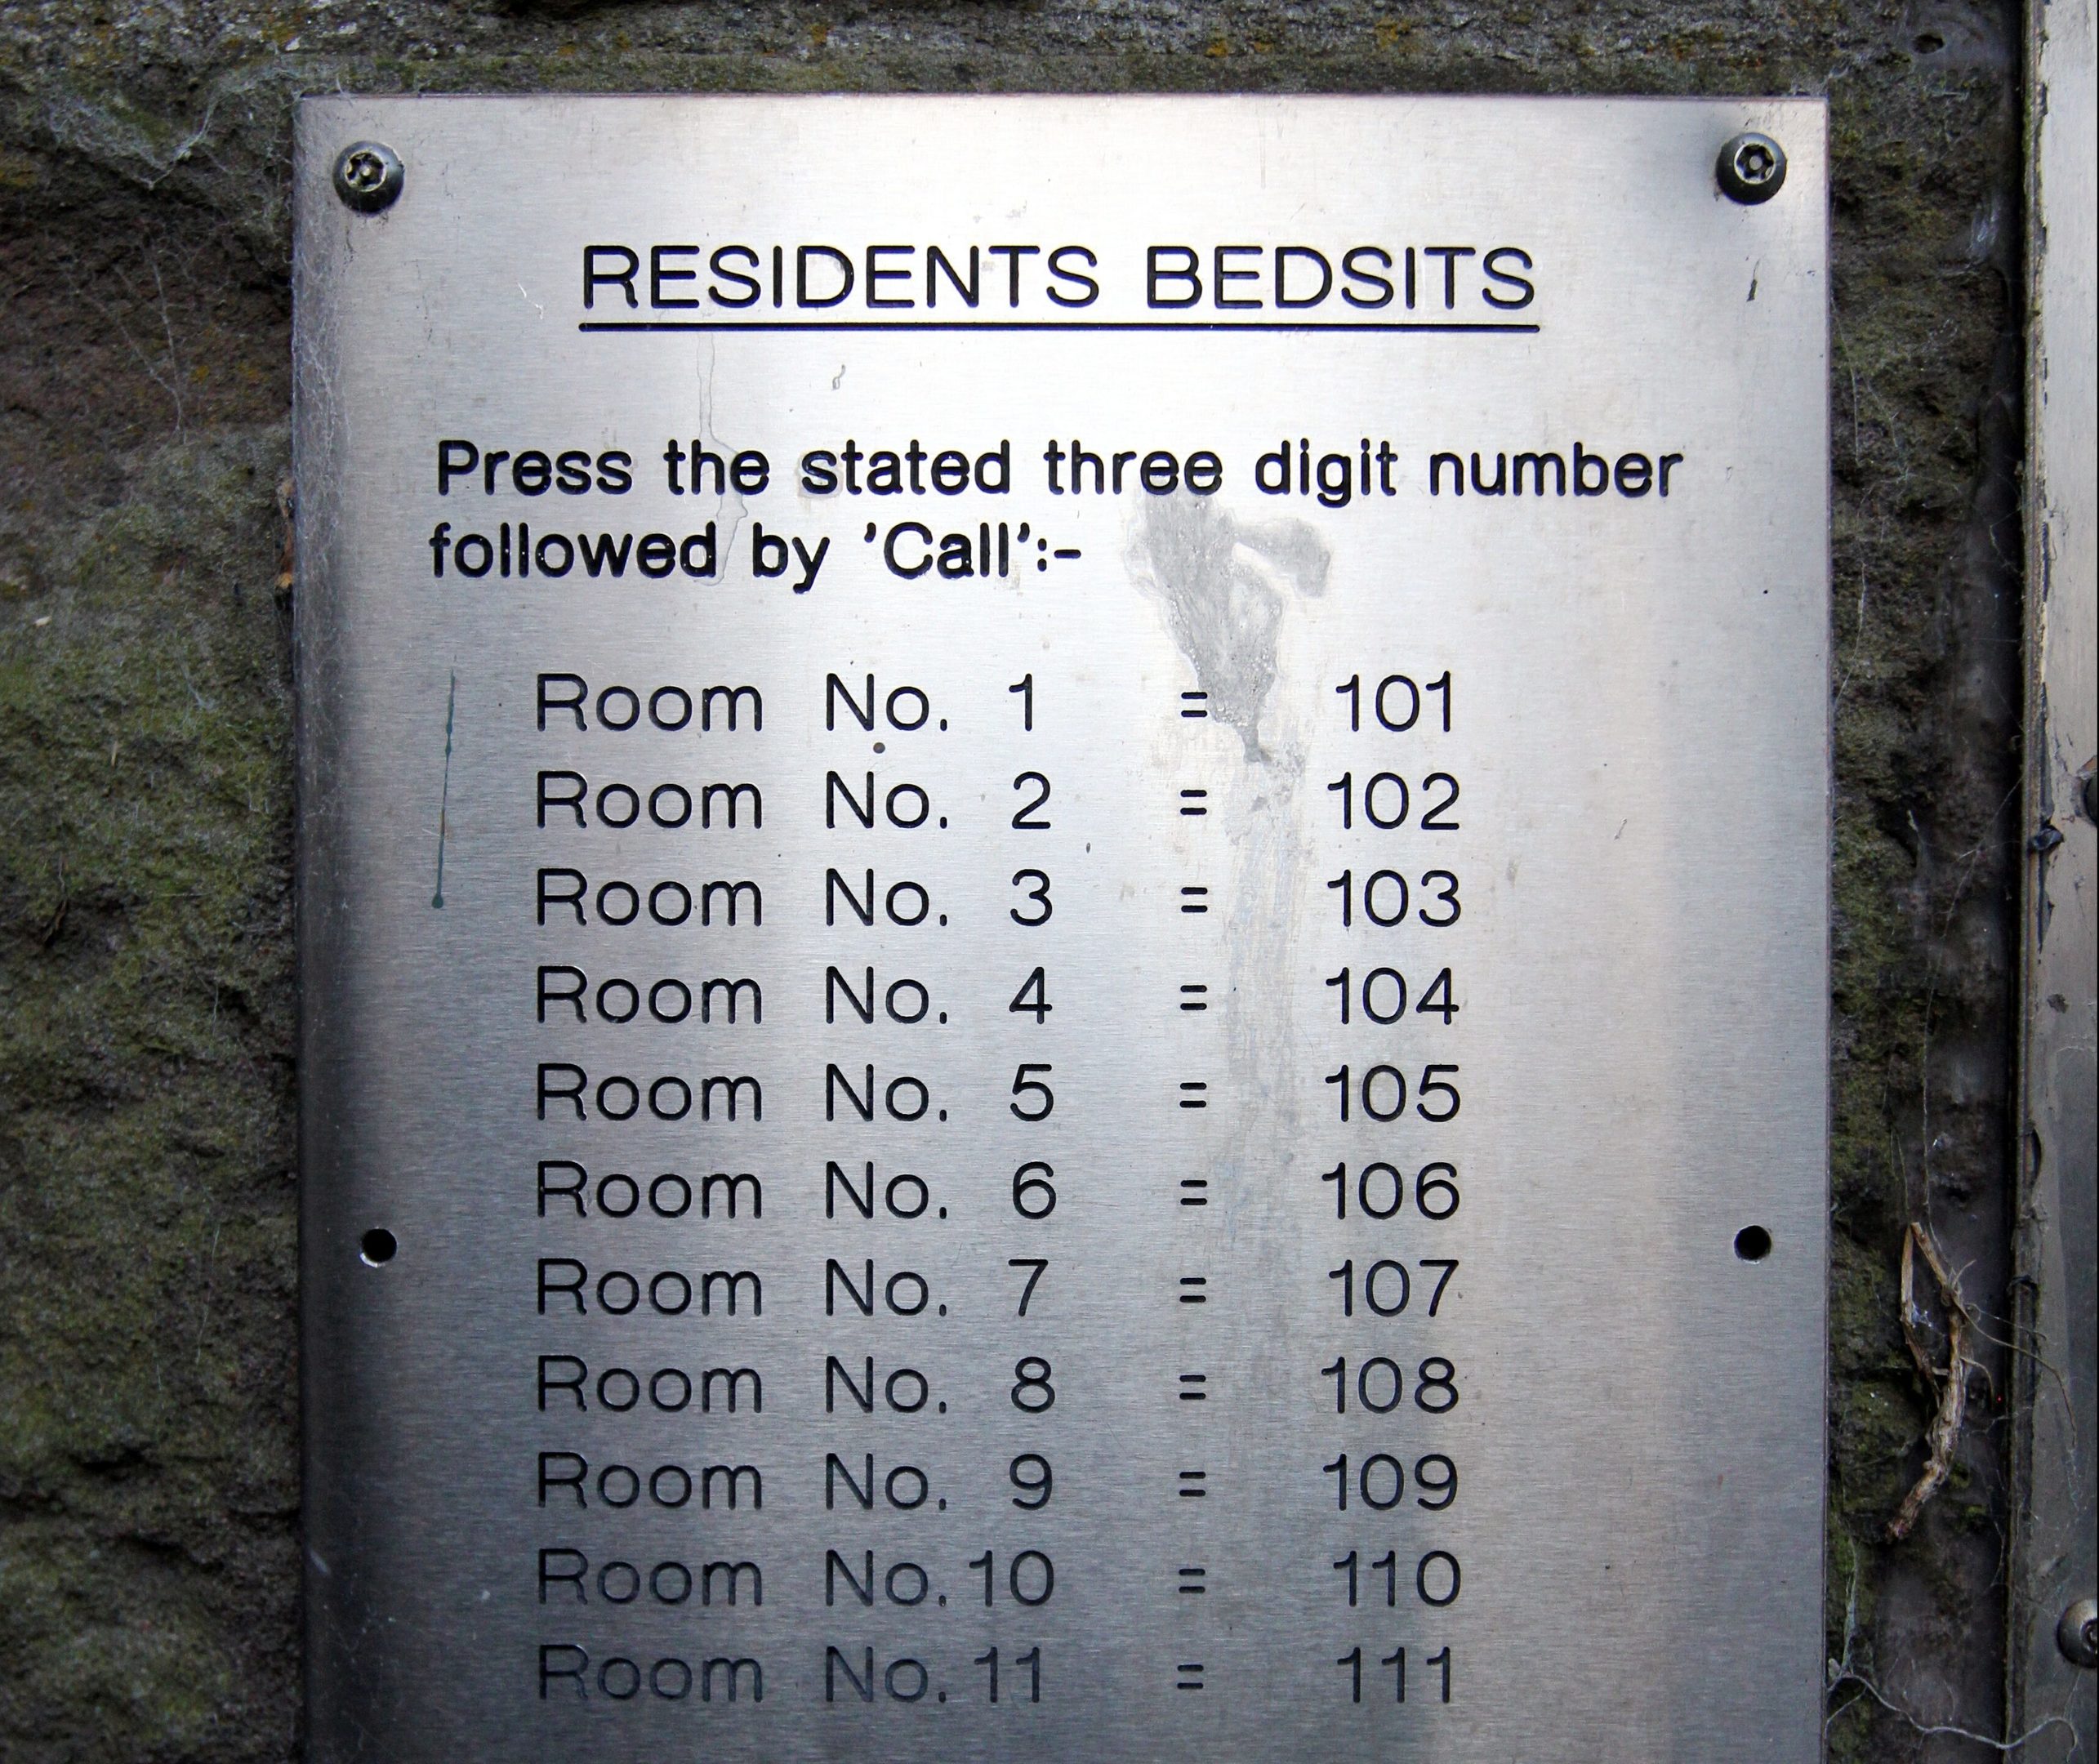 RESIDENTS BEDSITS
Press the stated three digit number
followed by 'Call':-
Room No. 1 = 101
Room No. 2 = 102
Room No. 3 = 103
Room No. 4 = 104
Room No. 5 = 105
Room No. 6 = 106
Room No. 7 = 107
Room No. 8 = 108
Room No. 9 = 109
Room No. 10 = 110
Room No. 11 = 111